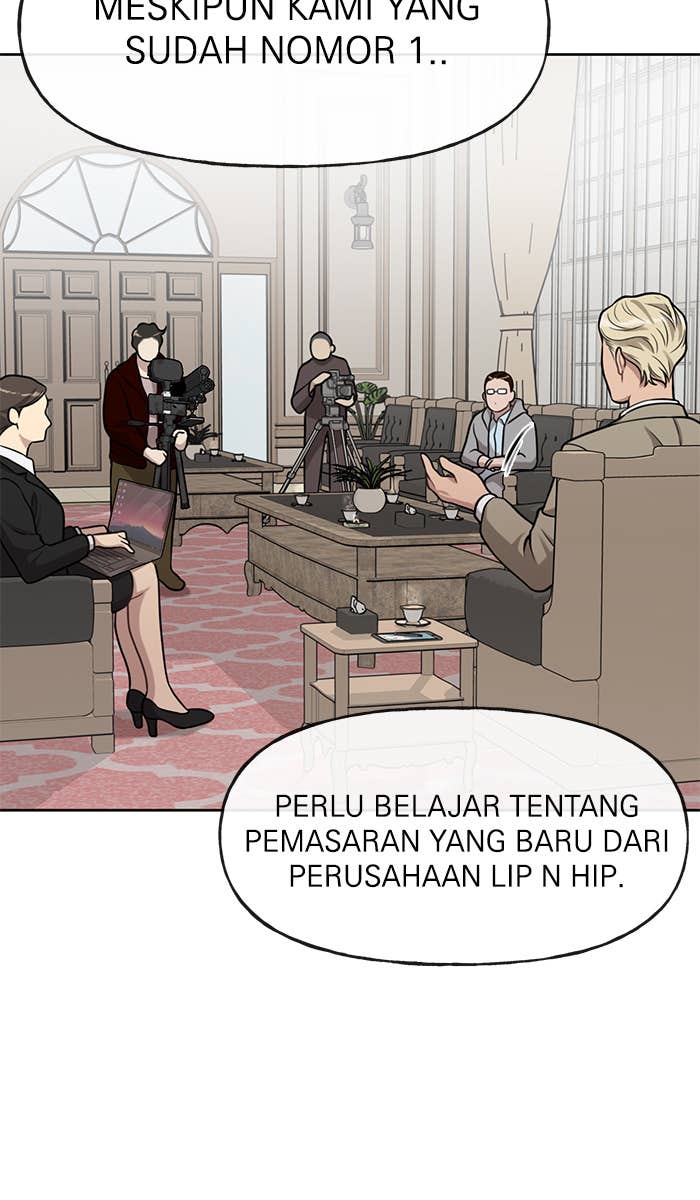 MESKIPUN KAMI YANG
SUDAH NOMOR 1..
PERLU BELAJAR TENTANG
PEMASARAN YANG BARU DARI
PERUSAHAAN LIP N HIP.